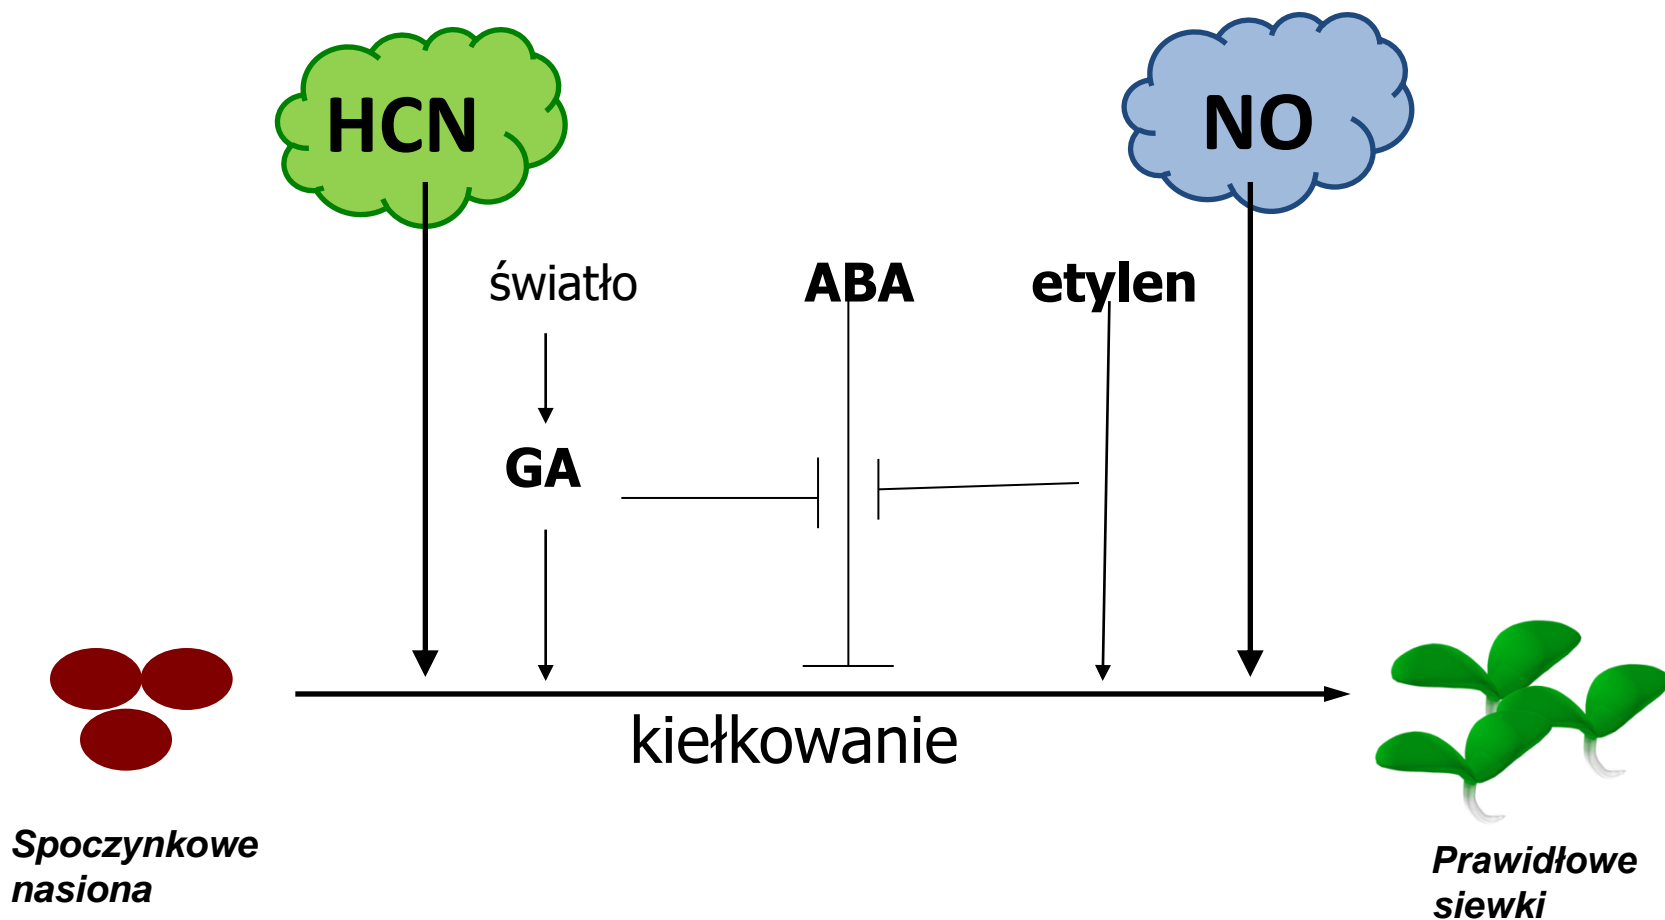 HCN
NO
światło
ABA
etylen
GA
kiełkowanie
Spoczynkowe
nasiona
Prawidłowe
siewki